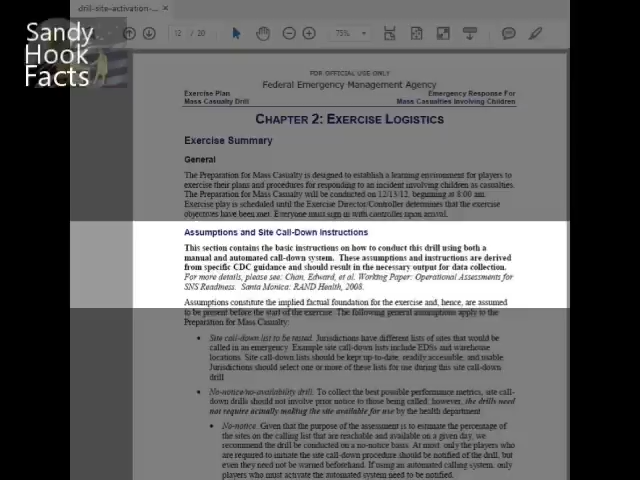 drill-site-activation-...
Sandy
Hook
Facts
12 / 20
75%
FOR OFFICIAL USE ONLY
Federal Emergency Management Agency
Exercise Plan Emergency Response For
Mass Casualty Drill Mass Casualties Involving Children
CHAPTER 2: EXERCISE LOGISTICS
Exercise Summary
General
The Preparation for Mass Casualty is designed to establish a learning environment for players to
exercise their plans and procedures for responding to an incident involving children as casualties.
The Preparation for Mass Casualty will be conducted on 12/13/12, beginning at 8:00 am.
Exercise play is scheduled until the Exercise Director/Controller determines that the exercise
objectives have been met. Everyone must sign in with controller upon arrival.
Assumptions and Site Call-Down Instructions
This section contains the basic instructions on how to conduct this drill using both a
manual and automated call-down system. These assumptions and instructions are derived
from specific CDC guidance and should result in the necessary output for data collection.
For more details, please see: Chan, Edward, et al. Working Paper: Operational Assessments for
SNS Readiness. Santa Monica: RAND Health, 2008.
Assumptions constitute the implied factual foundation for the exercise and, hence, are assumed
to be present before the start of the exercise. The following general assumptions apply to the
Preparation for Mass Casualty:
• Site call-down list to be tested. Jurisdictions have different lists of sites that would be
called in an emergency. Example site call-down lists include EDSs and warehouse
locations. Site call-down lists should be kept up-to-date, readily accessible, and usable.
Jurisdictions should select one or more of these lists for use during this site call-down
drill
• No-notice/no-availability drill. To collect the best possible performance metrics, site call-
down drills should not involve prior notice to those being called; however, the drills need
not require actually making the site available for use by the health department
• No-notice. Given that the purpose of the assessment is to estimate the percentage of
the sites on the calling list that are reachable and available on a given day, we
recommend the drill be conducted on a no-notice basis. At most, only the players who
are required to initiate the site call-down procedure should be notified of the drill, but
even they need not be warned beforehand. If using an automated calling system, only
players who must activate the automated system need to be notified.